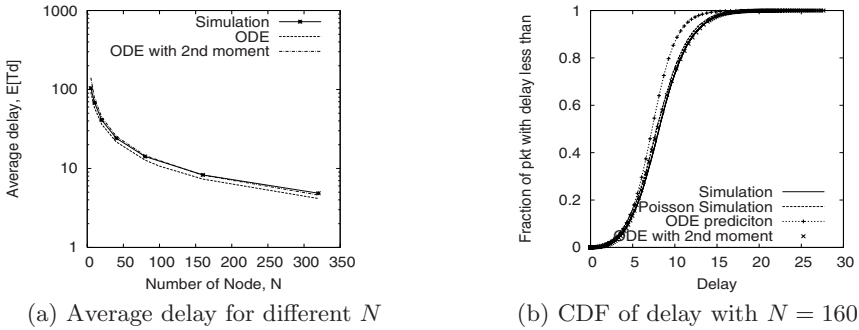 1000
100
10
1
Average delay, E[Td]
0 50 100 150 200 250 300 350
Number of Node, N
Simulation
ODE
ODE with 2nd moment
(a) Average delay for different N
1
0.8
0.6
0.4
0.2
0
Fraction of pkt with delay less than
0 5 10 15 20 25 30
Delay
Simulation
Poisson Simulation
ODE prediciton
ODE with 2nd moment
(b) CDF of delay with N = 160